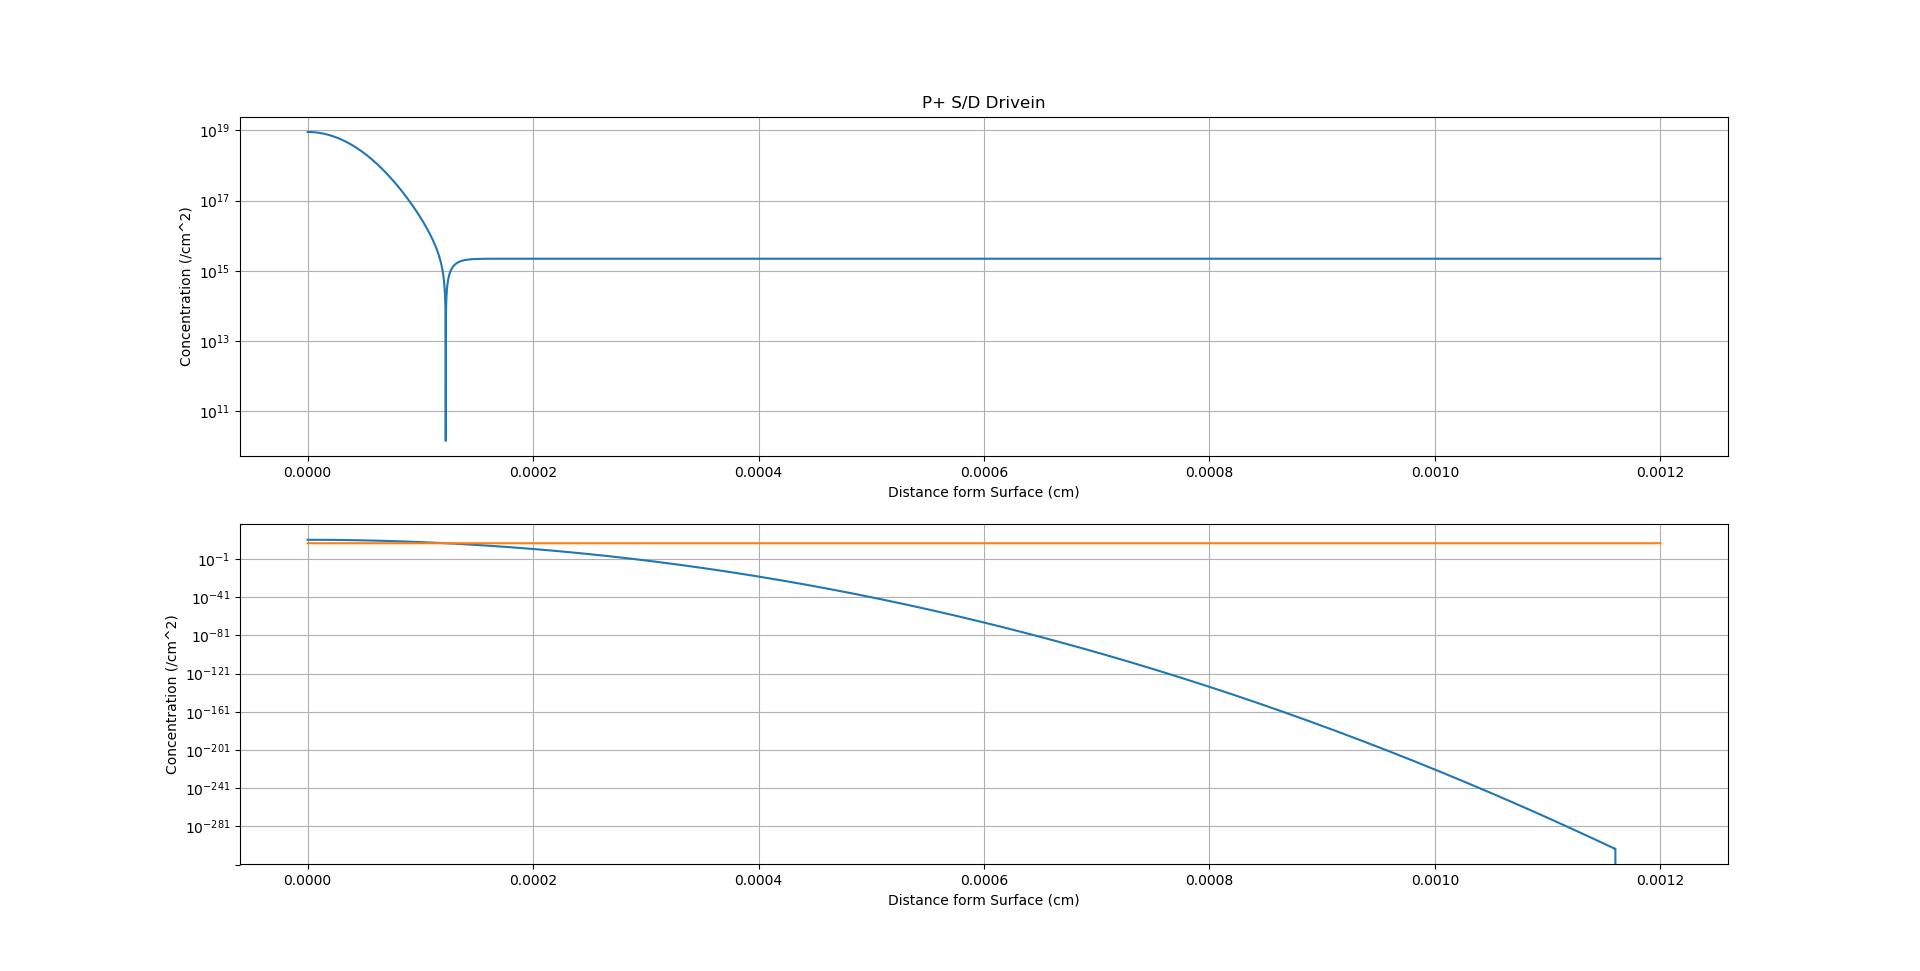 P+ S/D Drivein
Concentration (/cm^2)
10^19
10^17
10^15
10^13
10^11
0.0000 0.0002 0.0004 0.0006 0.0008 0.0010 0.0012
Distance form Surface (cm)
Concentration (/cm^2)
10^−1
10^−41
10^−81
10^−121
10^−161
10^−201
10^−241
10^−281
0.0000 0.0002 0.0004 0.0006 0.0008 0.0010 0.0012
Distance form Surface (cm)